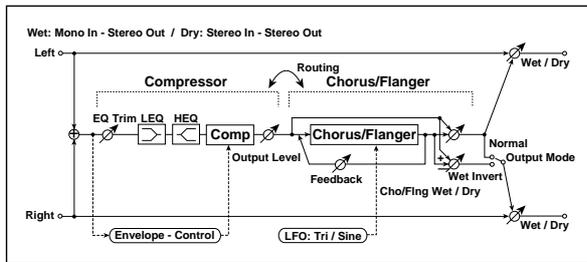 Wet: Mono In - Stereo Out / Dry: Stereo In - Stereo Out
Left
Wet / Dry
Routing
Compressor
Chorus/Flanger
EQ Trim
LEQ
HEQ
Comp
Chorus/Flanger
Output Level
Normal
Output Mode
+
−
Wet Invert
Feedback
Cho/Flng Wet / Dry
Right
Wet / Dry
Envelope - Control
LFO: Tri / Sine